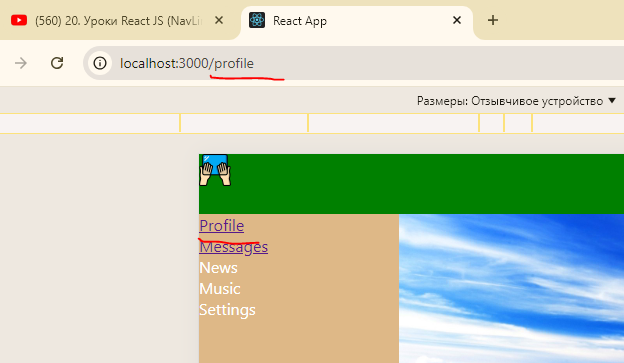 (560) 20. Уроки React JS (NavLi
React App
localhost:3000/profile
Размеры: Отзывчивое устройство
Profile
Messages
News
Music
Settings